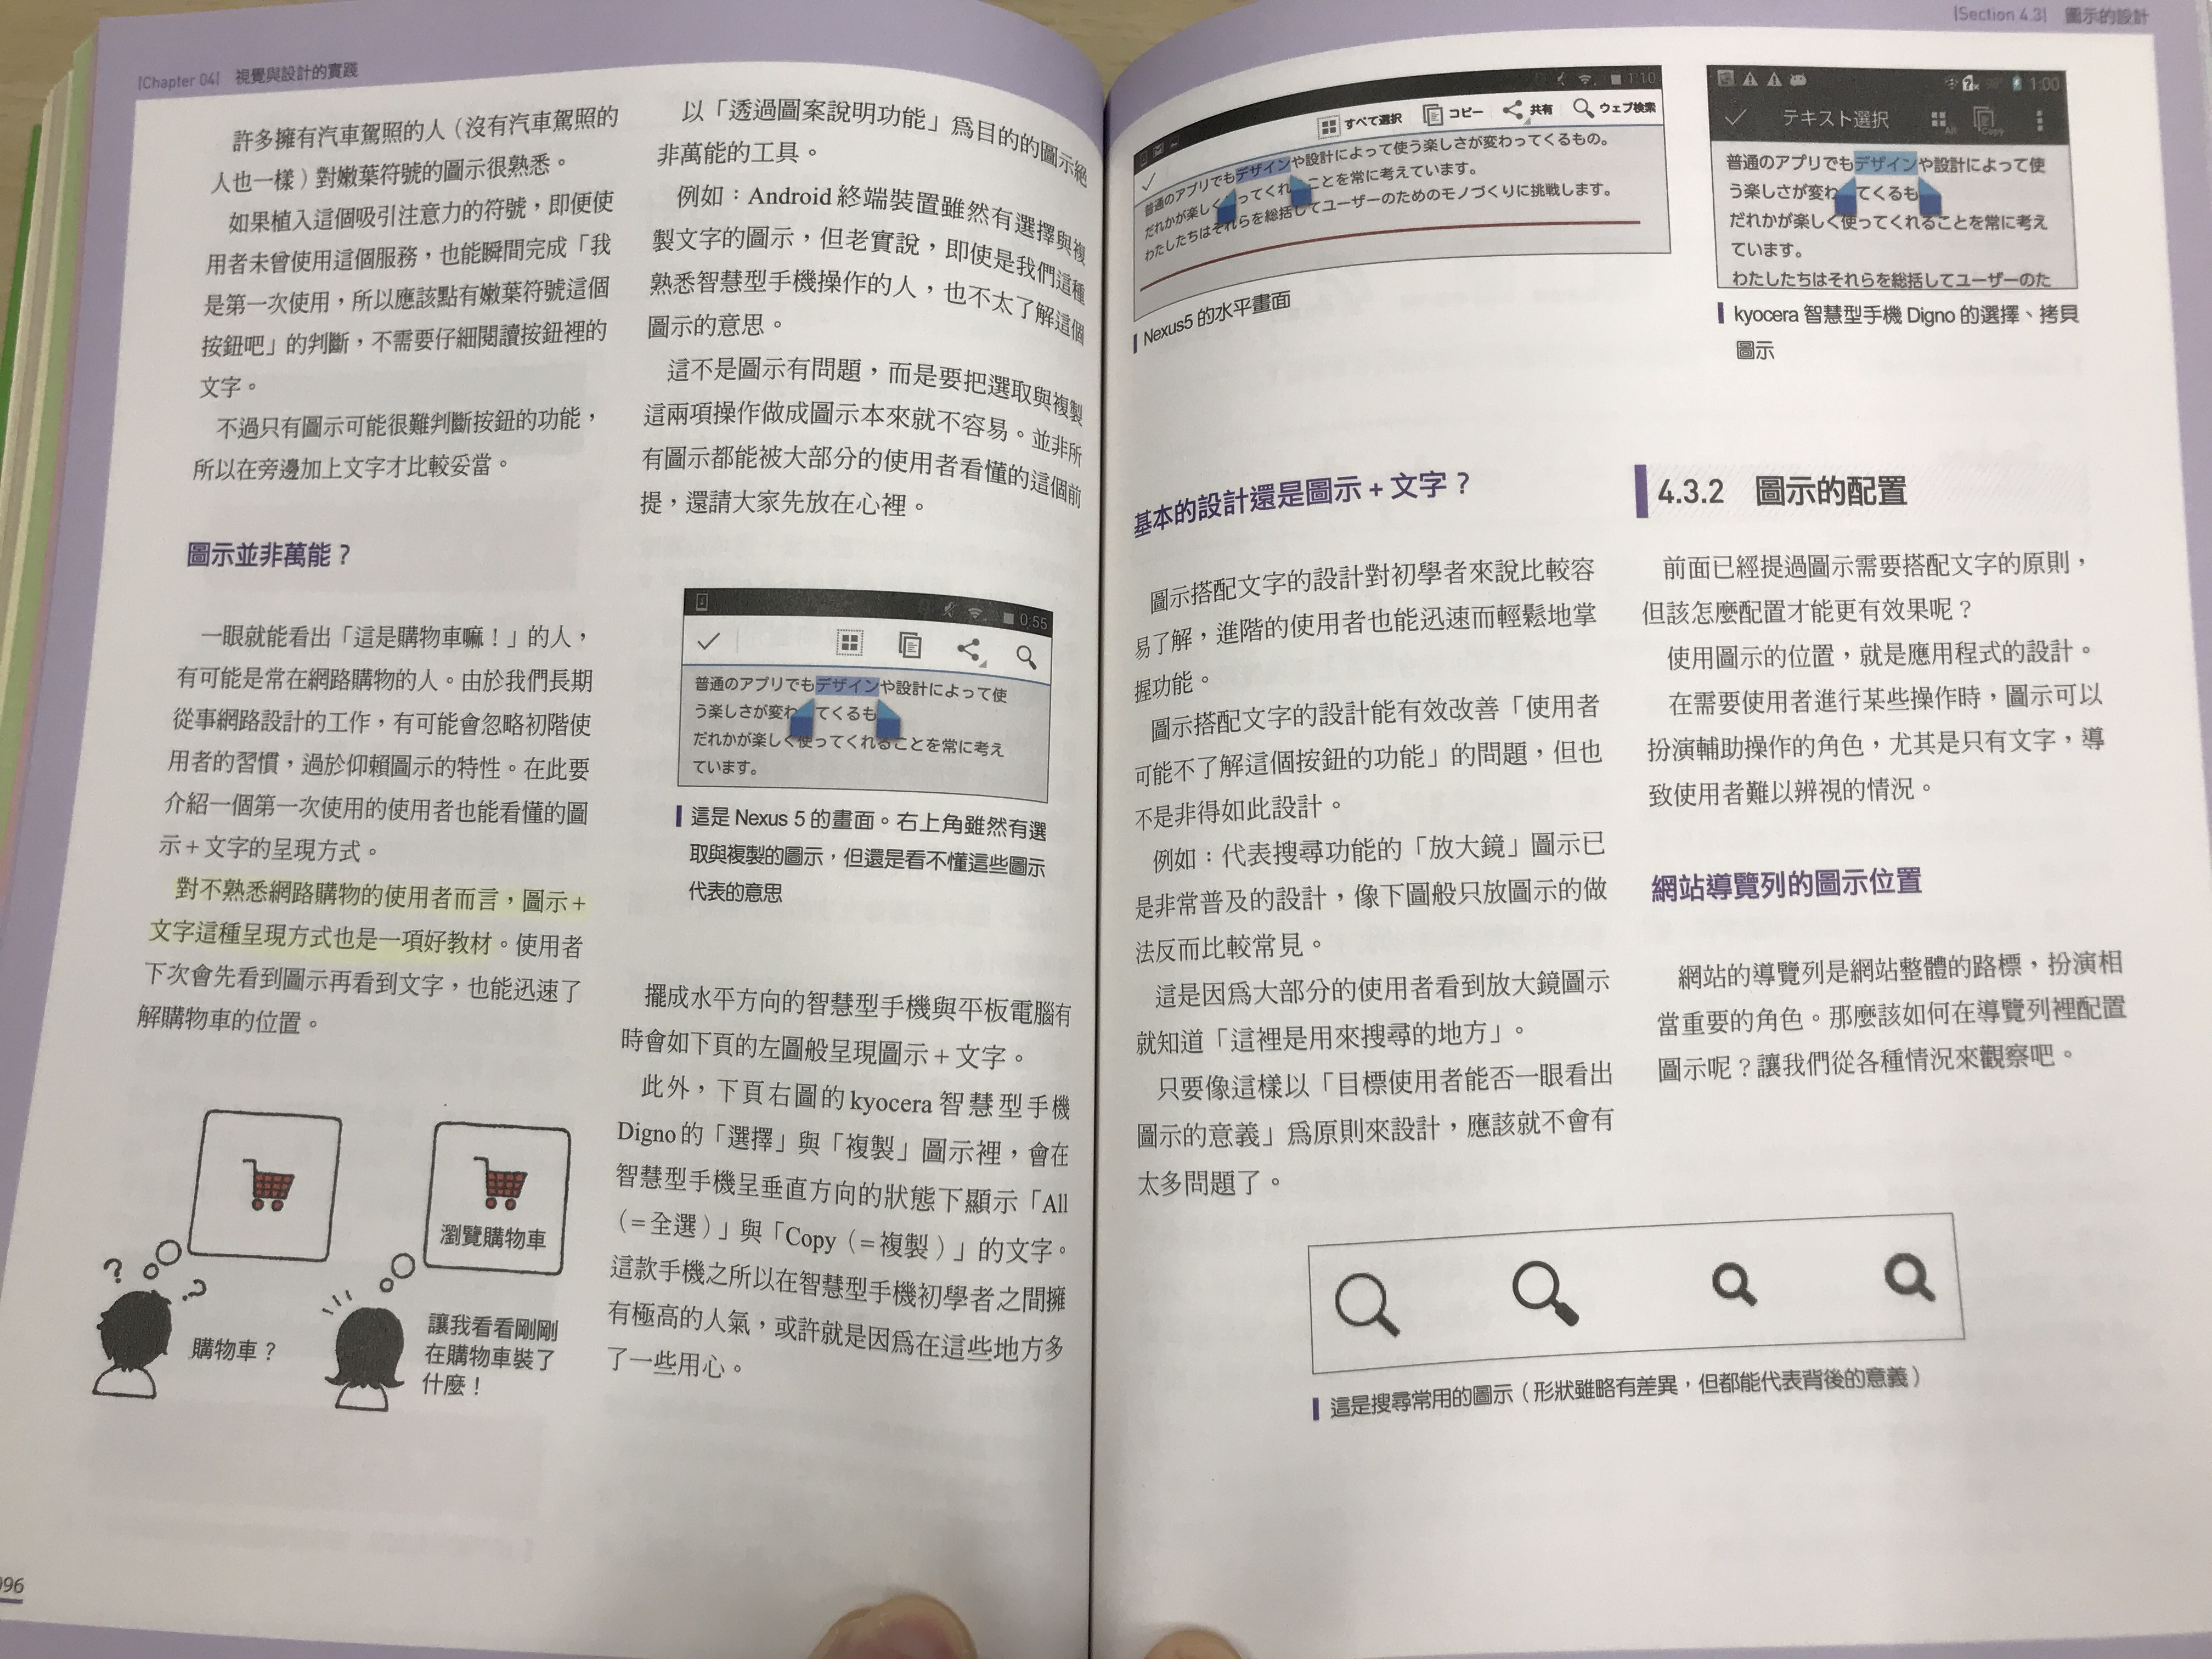 |Chapter 04| 視覺與設計的實踐
許多擁有汽車駕照的人（沒有汽車駕照的
人也一樣）對嫩葉符號的圖示很熟悉。
如果植入這個吸引注意力的符號，即便使
用者未曾使用這個服務，也能瞬間完成「我
是第一次使用，所以應該點有嫩葉符號這個
按鈕吧」的判斷，不需要仔細閱讀按鈕裡的
文字。
不過只有圖示可能很難判斷按鈕的功能，
所以在旁邊加上文字才比較妥當。
圖示並非萬能？
一眼就能看出「這是購物車嘛！」的人，
有可能是常在網路購物的人。由於我們長期
從事網路設計的工作，有可能會忽略初階使
用者的習慣，過於仰賴圖示的特性。在此要
介紹一個第一次使用的使用者也能看懂的圖
示＋文字的呈現方式。
對不熟悉網路購物的使用者而言，圖示＋
文字這種呈現方式也是一項好教材。使用者
下次會先看到圖示再看到文字，也能迅速了
解購物車的位置。
瀏覽購物車
? ?
購物車？
讓我看看剛剛
在購物車裝了
什麼！
096
以「透過圖案說明功能」為目的的圖示絕
非萬能的工具。
例如：Android 終端裝置雖然有選擇與複
製文字的圖示，但老實說，即使是我們這種
熟悉智慧型手機操作的人，也不太了解這個
圖示的意思。
這不是圖示有問題，而是要把選取與複製
這兩項操作做成圖示本來就不容易。並非所
有圖示都能被大部分的使用者看懂的這個前
提，還請大家先放在心裡。
0:55
普通のアプリでもデザインや設計によって使
う楽しさが変わ てくるも
だれかが楽しく使ってくれることを常に考え
ています。
這是 Nexus 5 的畫面。右上角雖然有選
取與複製的圖示，但還是看不懂這些圖示
代表的意思
擺成水平方向的智慧型手機與平板電腦有
時會如下頁的左圖般呈現圖示＋文字。
此外，下頁右圖的 kyocera 智慧型手機
Digno 的「選擇」與「複製」圖示裡，會在
智慧型手機呈垂直方向的狀態下顯示「All
（＝全選）」與「Copy（＝複製）」的文字。
這款手機之所以在智慧型手機初學者之間擁
有極高的人氣，或許就是因為在這些地方多
了一些用心。
|Section 4.3| 圖示的設計
1:10
すべて選択 コピー 共有 ウェブ検索
普通のアプリでもデザインや設計によって使う楽しさが変わってくるもの。
だれかが楽しく ってくれ ことを常に考えています。
わたしたちはそれらを総括してユーザーのためのモノづくりに挑戦します。
Nexus5 的水平畫面
1:00
テキスト選択 All Copy
普通のアプリでもデザインや設計によって使
う楽しさが変わ てくるも
だれかが楽しく使ってくれることを常に考え
ています。
わたしたちはそれらを総括してユーザーのた
kyocera 智慧型手機 Digno 的選擇、拷貝
圖示
基本的設計還是圖示＋文字？
圖示搭配文字的設計對初學者來說比較容
易了解，進階的使用者也能迅速而輕鬆地掌
握功能。
圖示搭配文字的設計能有效改善「使用者
可能不了解這個按鈕的功能」的問題，但也
不是非得如此設計。
例如：代表搜尋功能的「放大鏡」圖示已
是非常普及的設計，像下圖般只放圖示的做
法反而比較常見。
這是因為大部分的使用者看到放大鏡圖示
就知道「這裡是用來搜尋的地方」。
只要像這樣以「目標使用者能否一眼看出
圖示的意義」為原則來設計，應該就不會有
太多問題了。
這是搜尋常用的圖示（形狀雖略有差異，但都能代表背後的意義）
4.3.2 圖示的配置
前面已經提過圖示需要搭配文字的原則，
但該怎麼配置才能更有效果呢？
使用圖示的位置，就是應用程式的設計。
在需要使用者進行某些操作時，圖示可以
扮演輔助操作的角色，尤其是只有文字，導
致使用者難以辨視的情況。
網站導覽列的圖示位置
網站的導覽列是網站整體的路標，扮演相
當重要的角色。那麼該如何在導覽列裡配置
圖示呢？讓我們從各種情況來觀察吧。